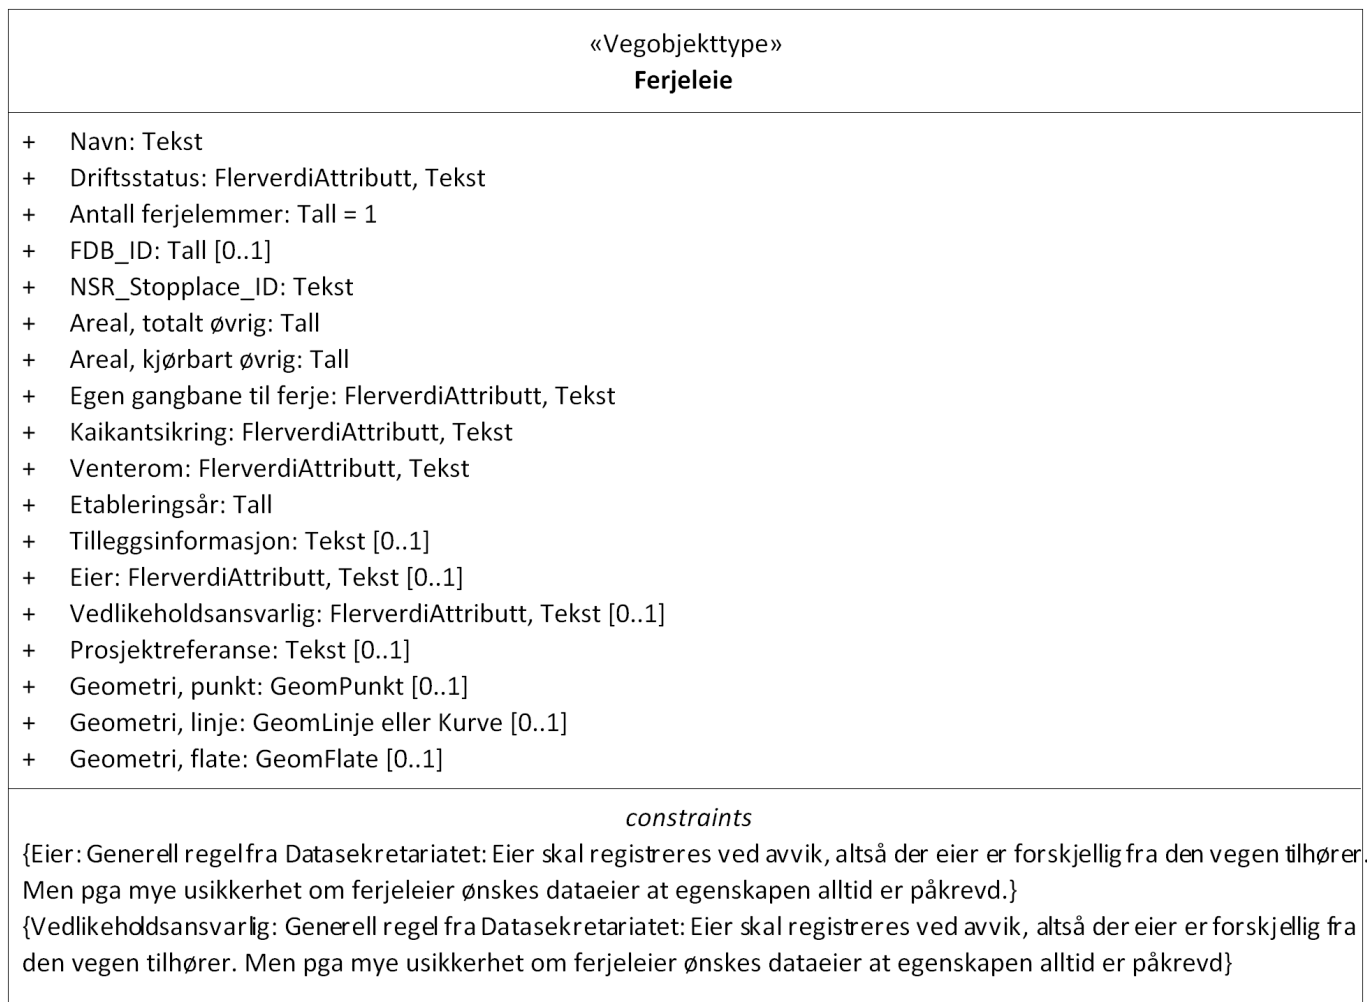 «Vegobjekttype»
Ferjeleie
+ Navn: Tekst
+ Driftsstatus: FlerverdiAttributt, Tekst
+ Antall ferjelemmer: Tall = 1
+ FDB_ID: Tall [0..1]
+ NSR_Stopplace_ID: Tekst
+ Areal, totalt øvrig: Tall
+ Areal, kjørbart øvrig: Tall
+ Egen gangbane til ferje: FlerverdiAttributt, Tekst
+ Kaikantsikring: FlerverdiAttributt, Tekst
+ Venterom: FlerverdiAttributt, Tekst
+ Etableringsår: Tall
+ Tilleggsinformasjon: Tekst [0..1]
+ Eier: FlerverdiAttributt, Tekst [0..1]
+ Vedlikeholdsansvarlig: FlerverdiAttributt, Tekst [0..1]
+ Prosjektreferanse: Tekst [0..1]
+ Geometri, punkt: GeomPunkt [0..1]
+ Geometri, linje: GeomLinje eller Kurve [0..1]
+ Geometri, flate: GeomFlate [0..1]
constraints
{Eier: Generell regel fra Datasekretariatet: Eier skal registreres ved avvik, altså der eier er forskjellig fra den vegen tilhører.
Men pga mye usikkerhet om ferjeleier ønskes dataeier at egenskapen alltid er påkrevd.}
{Vedlikeholdsansvarlig: Generell regel fra Datasekretariatet: Eier skal registreres ved avvik, altså der eier er forskjellig fra
den vegen tilhører. Men pga mye usikkerhet om ferjeleier ønskes dataeier at egenskapen alltid er påkrevd}